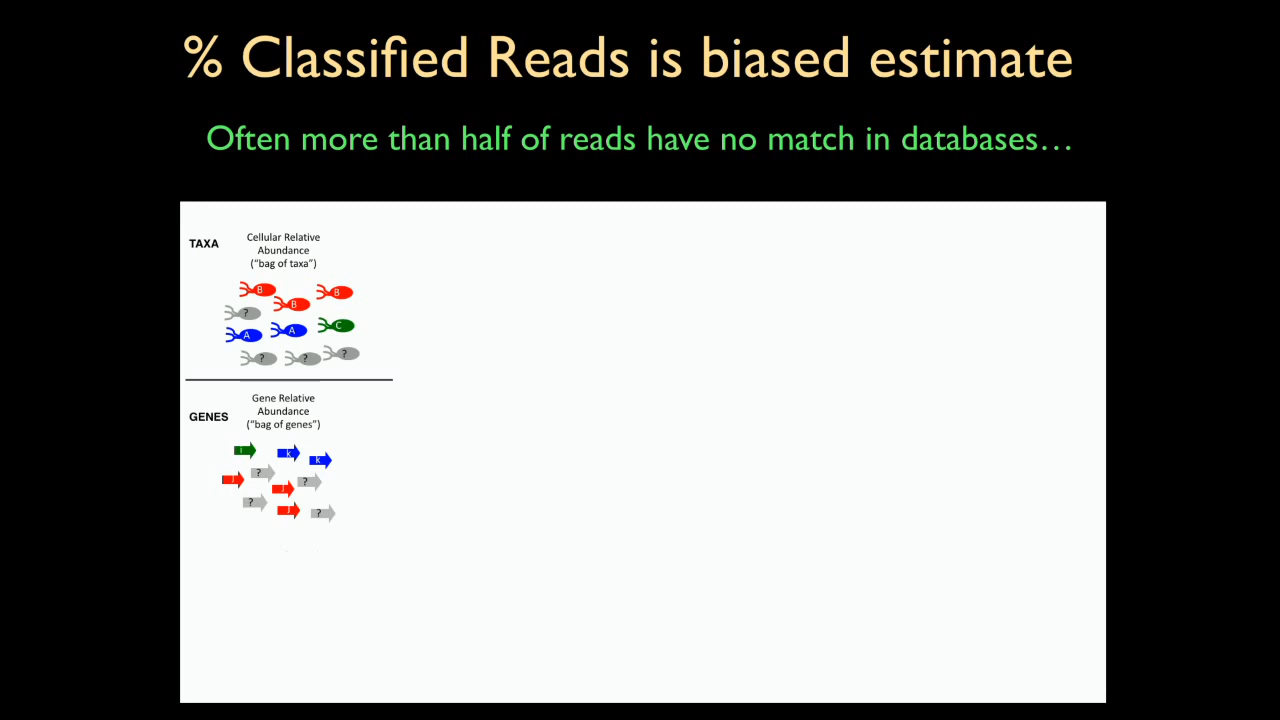 % Classified Reads is biased estimate
Often more than half of reads have no match in databases…
TAXA
Cellular Relative
Abundance
("bag of taxa")
B
B
B
?
A
A
C
?
?
?
GENES
Gene Relative
Abundance
("bag of genes")
k
k
?
j
?
j
?
j
?